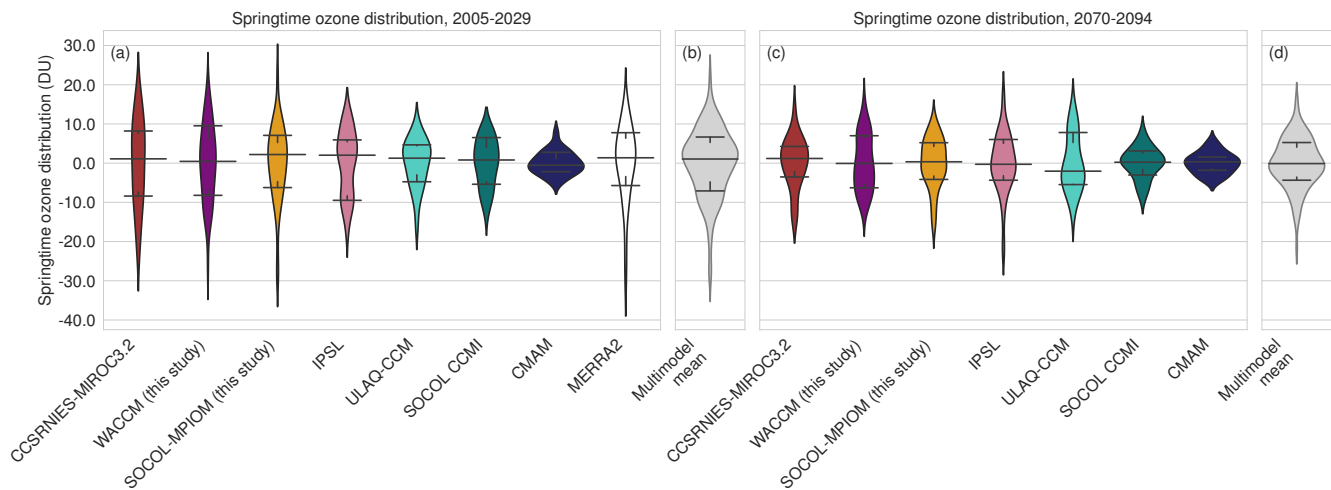 Springtime ozone distribution, 2005-2029
Springtime ozone distribution, 2070-2094
Springtime ozone distribution (DU)
30.0
20.0
10.0
0.0
-10.0
-20.0
-30.0
-40.0
(a)
(b)
(c)
(d)
CCSRNIES-MIROC3.2
WACCM (this study)
SOCOL-MPIOM (this study)
IPSL
ULAQ-CCM
SOCOL CCMI
CMAM
MERRA2
Multimodel
mean
CCSRNIES-MIROC3.2
WACCM (this study)
SOCOL-MPIOM (this study)
IPSL
ULAQ-CCM
SOCOL CCMI
CMAM
Multimodel
mean